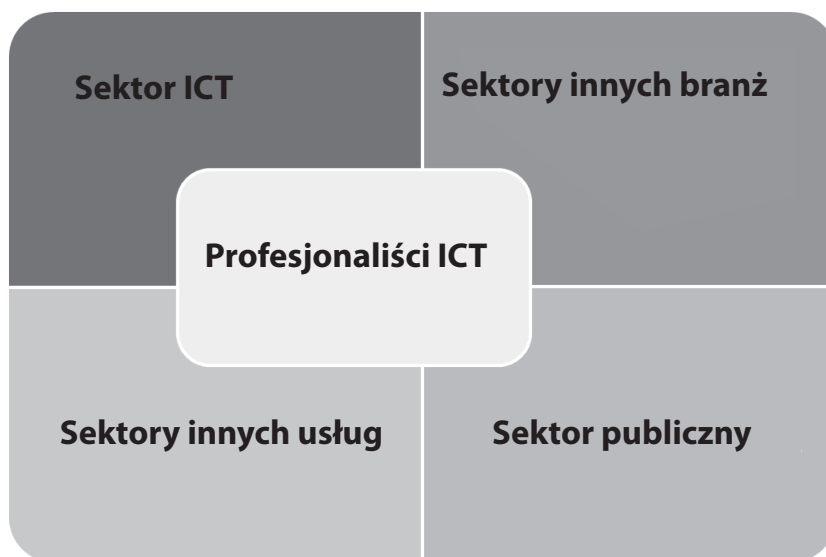 Sektor ICT
Sektory innych branż
Profesjonaliści ICT
Sektory innych usług
Sektor publiczny